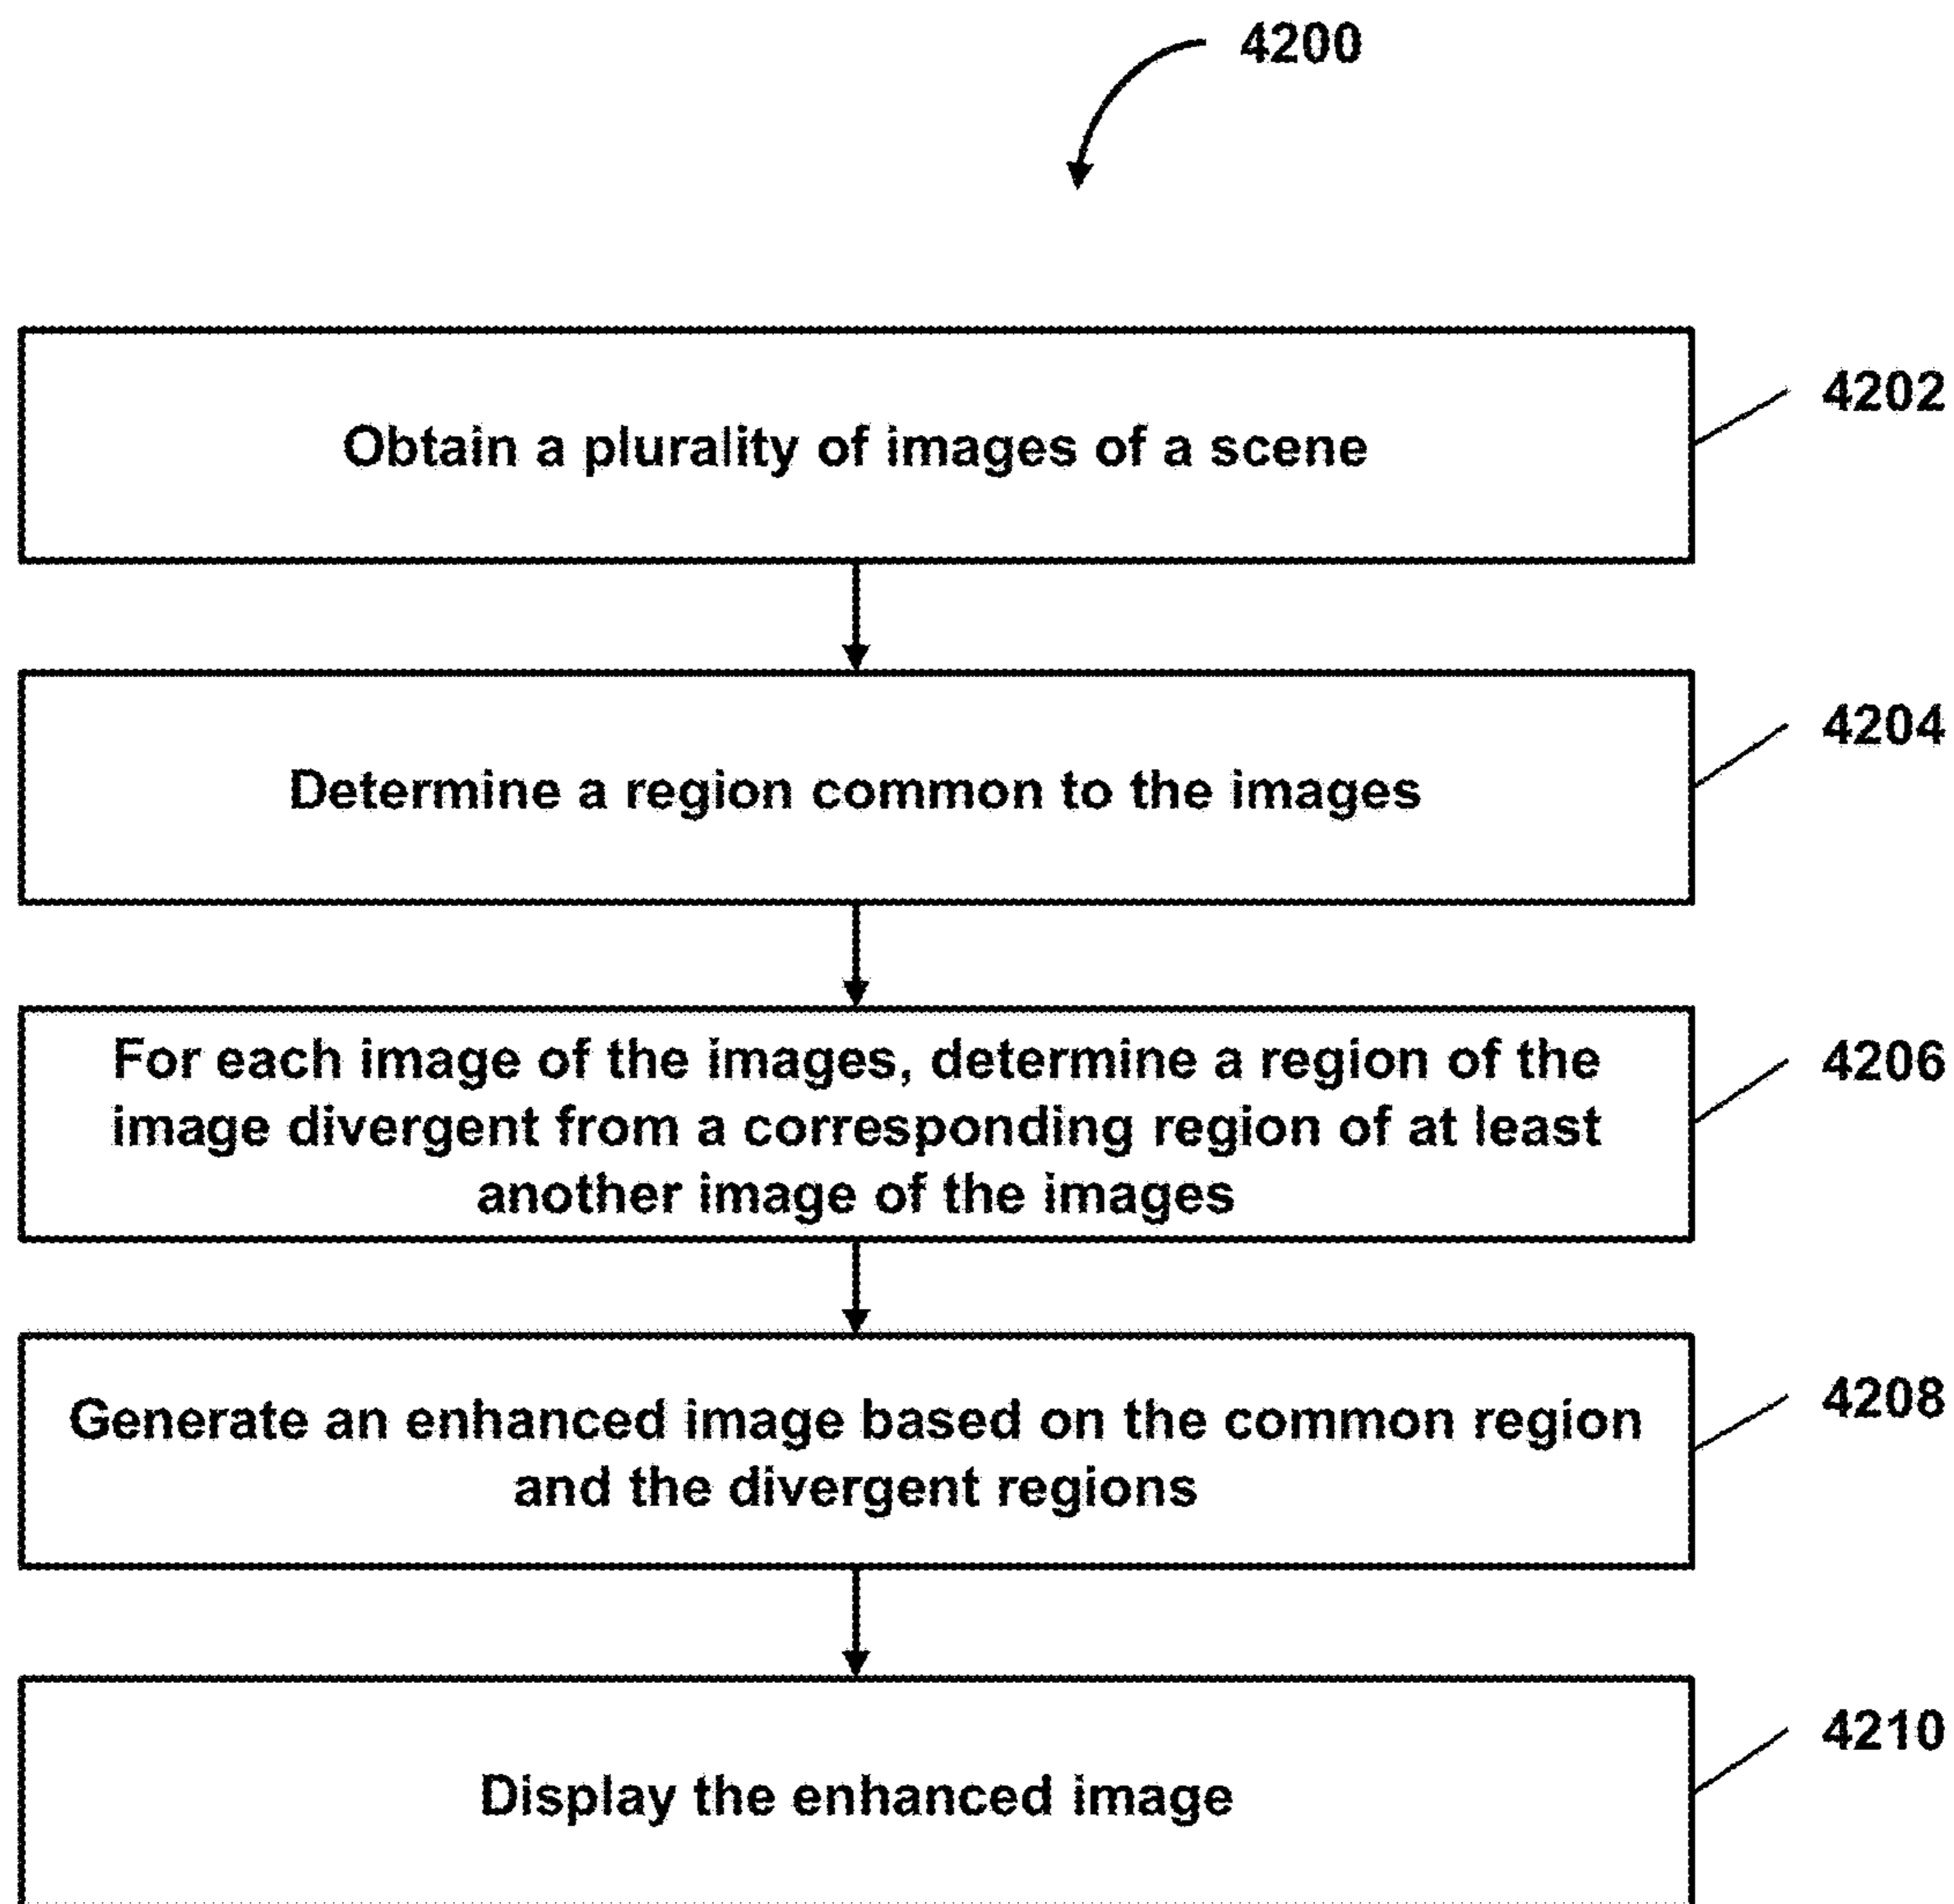 4200
Obtain a plurality of images of a scene
4202
Determine a region common to the images
4204
For each image of the images, determine a region of the
image divergent from a corresponding region of at least
another image of the images
4206
Generate an enhanced image based on the common region
and the divergent regions
4208
Display the enhanced image
4210